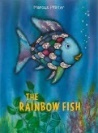 Marcus Pfister
THE
RAINBOW FISH